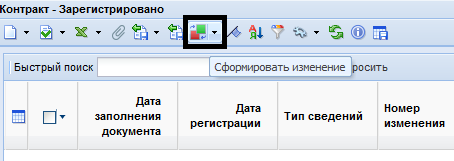 Контракт - Зарегистрировано
Быстрый поиск
Сформировать изменение
росить
Дата
заполнения
документа
Дата
регистрации
Тип сведений
Номер
изменения